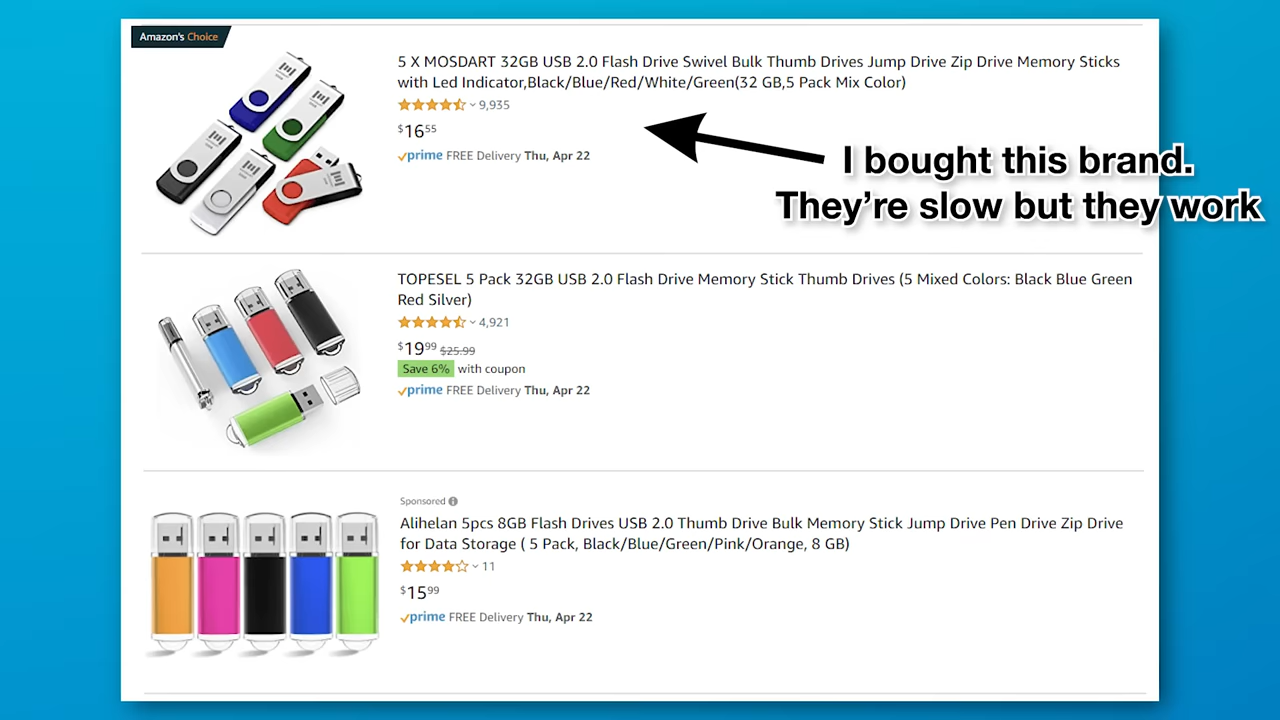 Amazon's Choice
5 X MOSDART 32GB USB 2.0 Flash Drive Swivel Bulk Thumb Drives Jump Drive Zip Drive Memory Sticks
with Led Indicator,Black/Blue/Red/White/Green(32 GB,5 Pack Mix Color)
9,935
$1655
prime FREE Delivery Thu, Apr 22
I bought this brand.
They're slow but they work
TOPESEL 5 Pack 32GB USB 2.0 Flash Drive Memory Stick Thumb Drives (5 Mixed Colors: Black Blue Green
Red Silver)
4,921
$1999 $25.99
Save 6% with coupon
prime FREE Delivery Thu, Apr 22
Sponsored
Alihelan 5pcs 8GB Flash Drives USB 2.0 Thumb Drive Bulk Memory Stick Jump Drive Pen Drive Zip Drive
for Data Storage ( 5 Pack, Black/Blue/Green/Pink/Orange, 8 GB)
11
$1599
prime FREE Delivery Thu, Apr 22